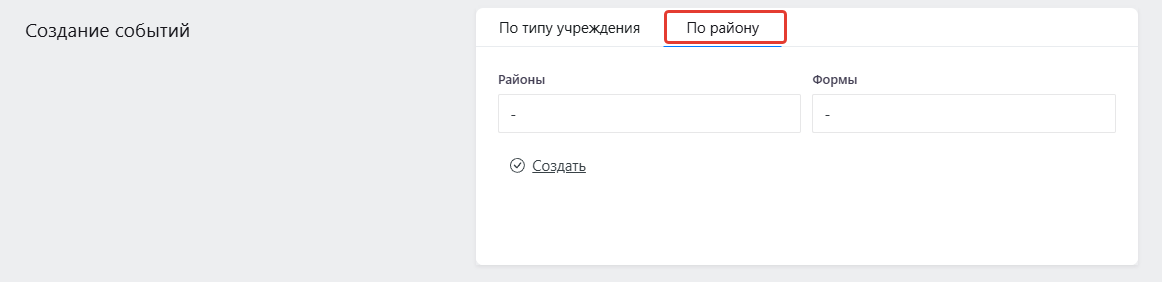 Создание событий
По типу учреждения
По району
Районы
Формы
-
-
Создать